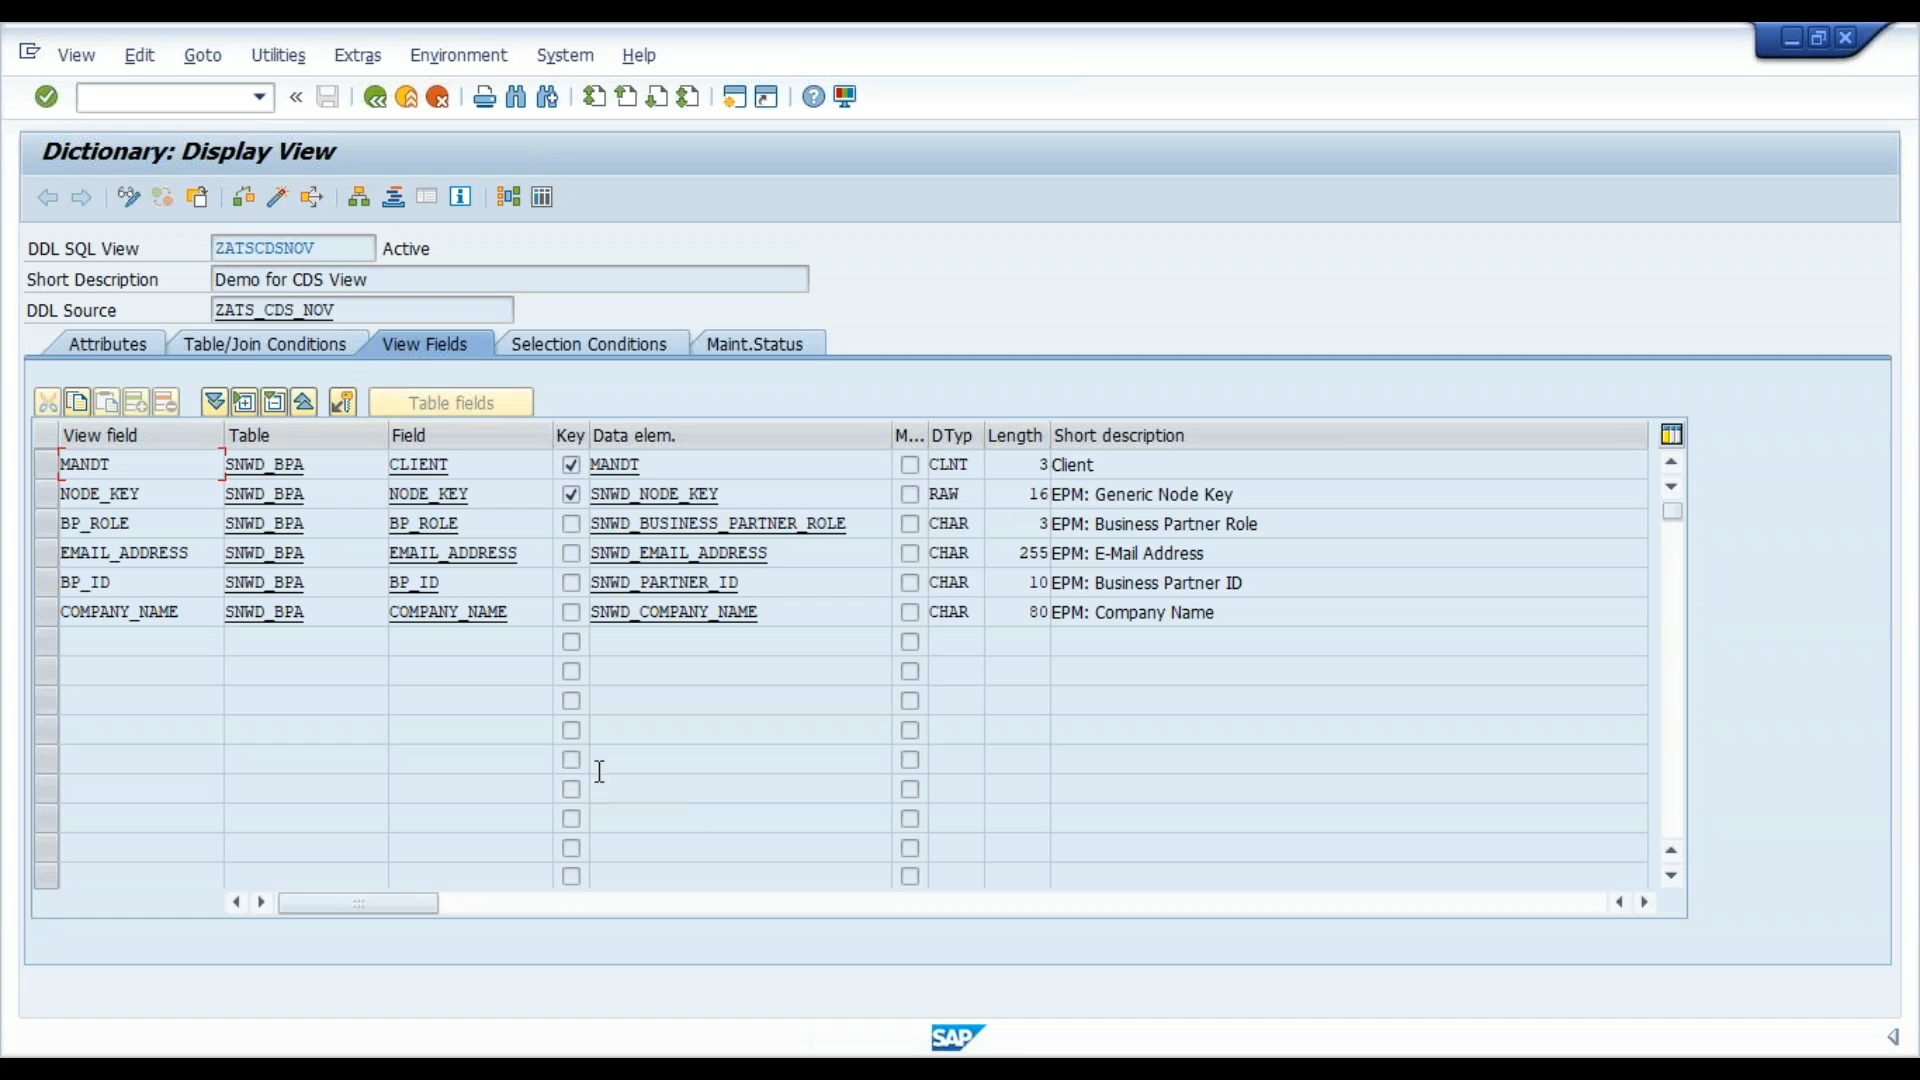 View Edit Goto Utilities Extras Environment System Help
Dictionary: Display View
DDL SQL View ZATSCDSNOV Active
Short Description Demo for CDS View
DDL Source ZATS_CDS_NOV
Attributes Table/Join Conditions View Fields Selection Conditions Maint.Status
Table fields
View field Table Field Key Data elem. M... DTyp Length Short description
MANDT SNWD_BPA CLIENT MANDT CLNT 3 Client
NODE_KEY SNWD_BPA NODE_KEY SNWD_NODE_KEY RAW 16 EPM: Generic Node Key
BP_ROLE SNWD_BPA BP_ROLE SNWD_BUSINESS_PARTNER_ROLE CHAR 3 EPM: Business Partner Role
EMAIL_ADDRESS SNWD_BPA EMAIL_ADDRESS SNWD_EMAIL_ADDRESS CHAR 255 EPM: E-Mail Address
BP_ID SNWD_BPA BP_ID SNWD_PARTNER_ID CHAR 10 EPM: Business Partner ID
COMPANY_NAME SNWD_BPA COMPANY_NAME SNWD_COMPANY_NAME CHAR 80 EPM: Company Name
SAP